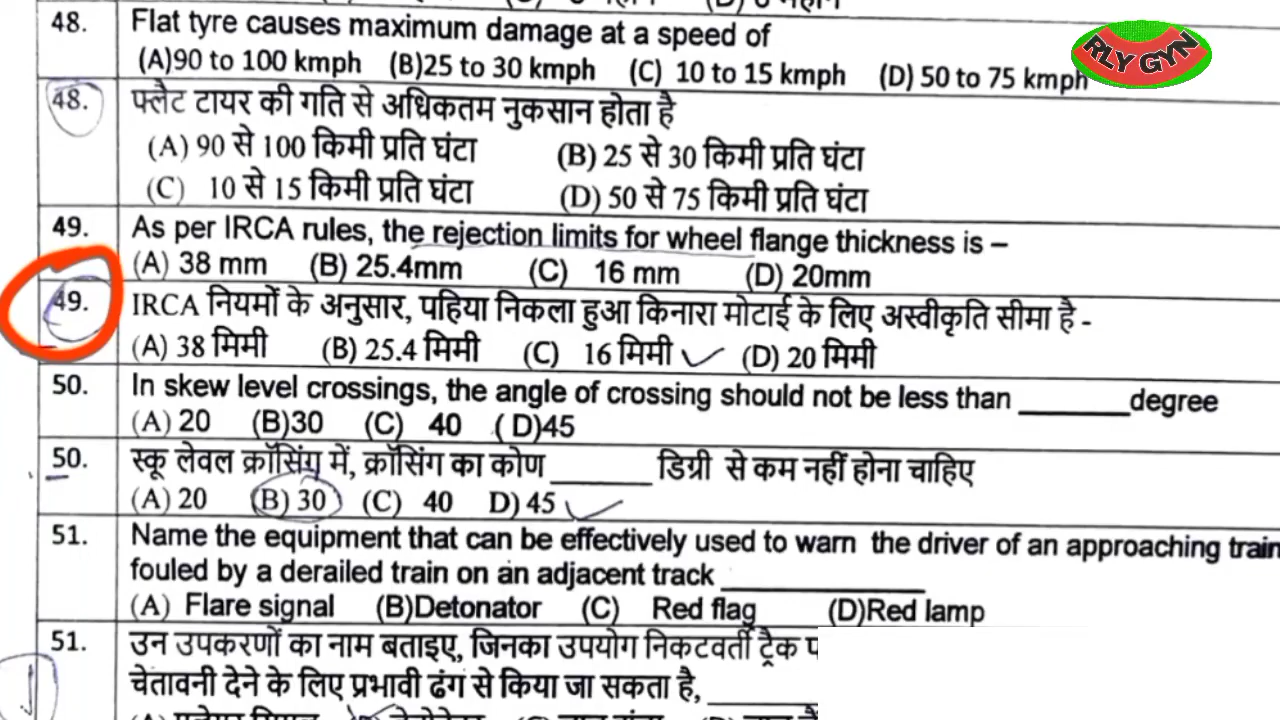 48. Flat tyre causes maximum damage at a speed of
(A)90 to 100 kmph (B)25 to 30 kmph (C) 10 to 15 kmph (D) 50 to 75 kmph
RLY GYN
48. फ्लैट टायर की गति से अधिकतम नुकसान होता है
(A) 90 से 100 किमी प्रति घंटा (B) 25 से 30 किमी प्रति घंटा
(C) 10 से 15 किमी प्रति घंटा (D) 50 से 75 किमी प्रति घंटा
49. As per IRCA rules, the rejection limits for wheel flange thickness is –
(A) 38 mm (B) 25.4mm (C) 16 mm (D) 20mm
49. IRCA नियमों के अनुसार, पहिया निकला हुआ किनारा मोटाई के लिए अस्वीकृति सीमा है -
(A) 38 मिमी (B) 25.4 मिमी (C) 16 मिमी (D) 20 मिमी
50. In skew level crossings, the angle of crossing should not be less than _______degree
(A) 20 (B)30 (C) 40 ( D)45
50. स्कू लेवल क्रॉसिंग में, क्रॉसिंग का कोण _______ डिग्री से कम नहीं होना चाहिए
(A) 20 (B) 30 (C) 40 D) 45
51. Name the equipment that can be effectively used to warn the driver of an approaching train
fouled by a derailed train on an adjacent track ____________
(A) Flare signal (B)Detonator (C) Red flag (D)Red lamp
51. उन उपकरणों का नाम बताइए, जिनका उपयोग निकटवर्ती ट्रैक
चेतावनी देने के लिए प्रभावी ढंग से किया जा सकता है, _______